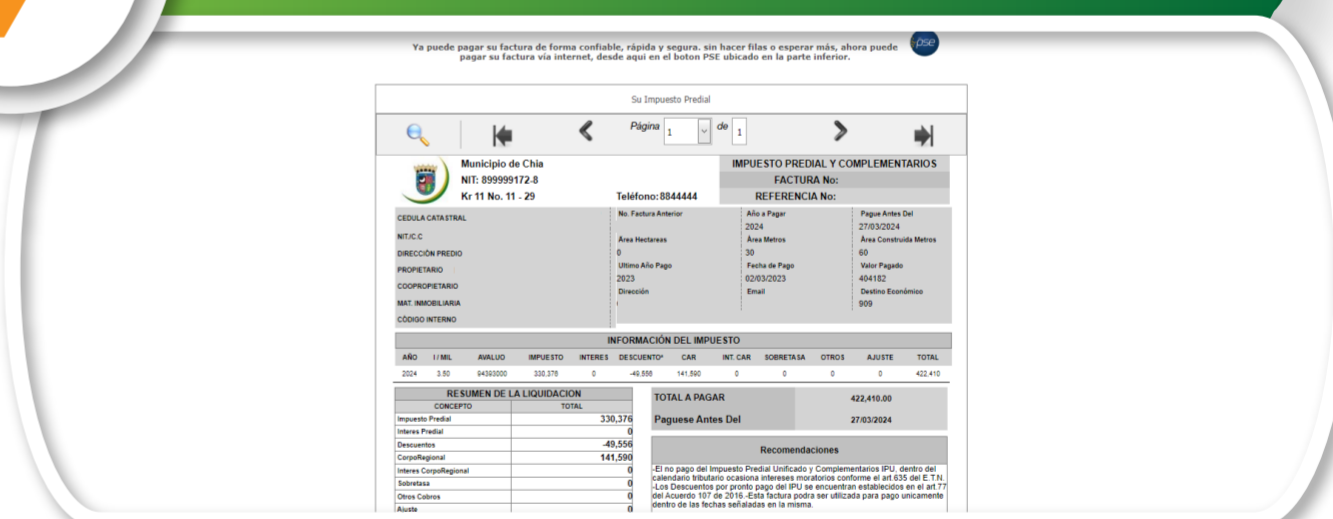 Ya puede pagar su factura de forma confiable, rápida y segura. sin hacer filas o esperar más, ahora puede
pagar su factura vía internet, desde aqui en el boton PSE ubicado en la parte inferior.
pse
Su Impuesto Predial
Página 1 de 1
Municipio de Chia
NIT: 899999172-8
Kr 11 No. 11 - 29 Teléfono: 8844444
IMPUESTO PREDIAL Y COMPLEMENTARIOS
FACTURA No:
REFERENCIA No:
CEDULA CATASTRAL
NIT/C.C
DIRECCIÓN PREDIO
PROPIETARIO
COOPROPIETARIO
MAT. INMOBILIARIA
CÓDIGO INTERNO
No. Factura Anterior Año a Pagar Pague Antes Del
2024 27/03/2024
Área Hectareas Área Metros Área Construida Metros
0 30 60
Ultimo Año Pago Fecha de Pago Valor Pagado
2023 02/03/2023 404182
Dirección Email Destino Económico
909
INFORMACIÓN DEL IMPUESTO
AÑO I / MIL AVALUO IMPUESTO INTERES DESCUENTO* CAR INT. CAR SOBRETASA OTROS AJUSTE TOTAL
2024 3.50 94393000 330,376 0 -49,556 141,590 0 0 0 0 422,410
RESUMEN DE LA LIQUIDACION
CONCEPTO TOTAL
Impuesto Predial 330,376
Interes Predial 0
Descuentos -49,556
CorpoRegional 141,590
Interes CorpoRegional 0
Sobretasa 0
Otros Cobros 0
Ajuste 0
TOTAL A PAGAR 422,410.00
Paguese Antes Del 27/03/2024
Recomendaciones
-El no pago del Impuesto Predial Unificado y Complementarios IPU, dentro del
calendario tributario ocasiona intereses moratorios conforme el art.635 del E.T.N.
-Los Descuentos por pronto pago del IPU se encuentran establecidos en el art.77
del Acuerdo 107 de 2016.-Esta factura podra ser utilizada para pago unicamente
dentro de las fechas señaladas en la misma.